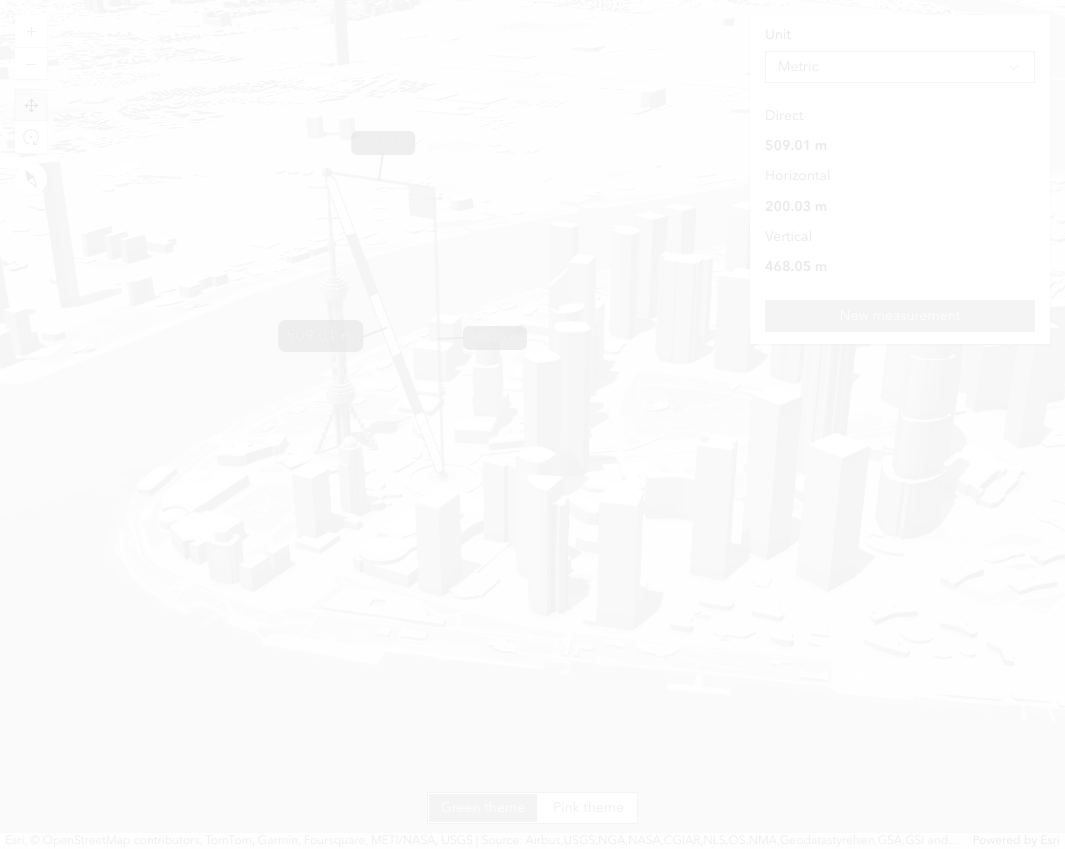 Unit
Metric
Direct
509.01 m
Horizontal
200.03 m
Vertical
468.05 m
New measurement
Green theme
Pink theme
Esri, © OpenStreetMap contributors, TomTom, Garmin, Foursquare, METI/NASA, USGS | Source: Airbus,USGS,NGA,NASA,CGIAR,NLS,OS,NMA,Geodatastyrelsen,GSA,GSI and...
Powered by Esri